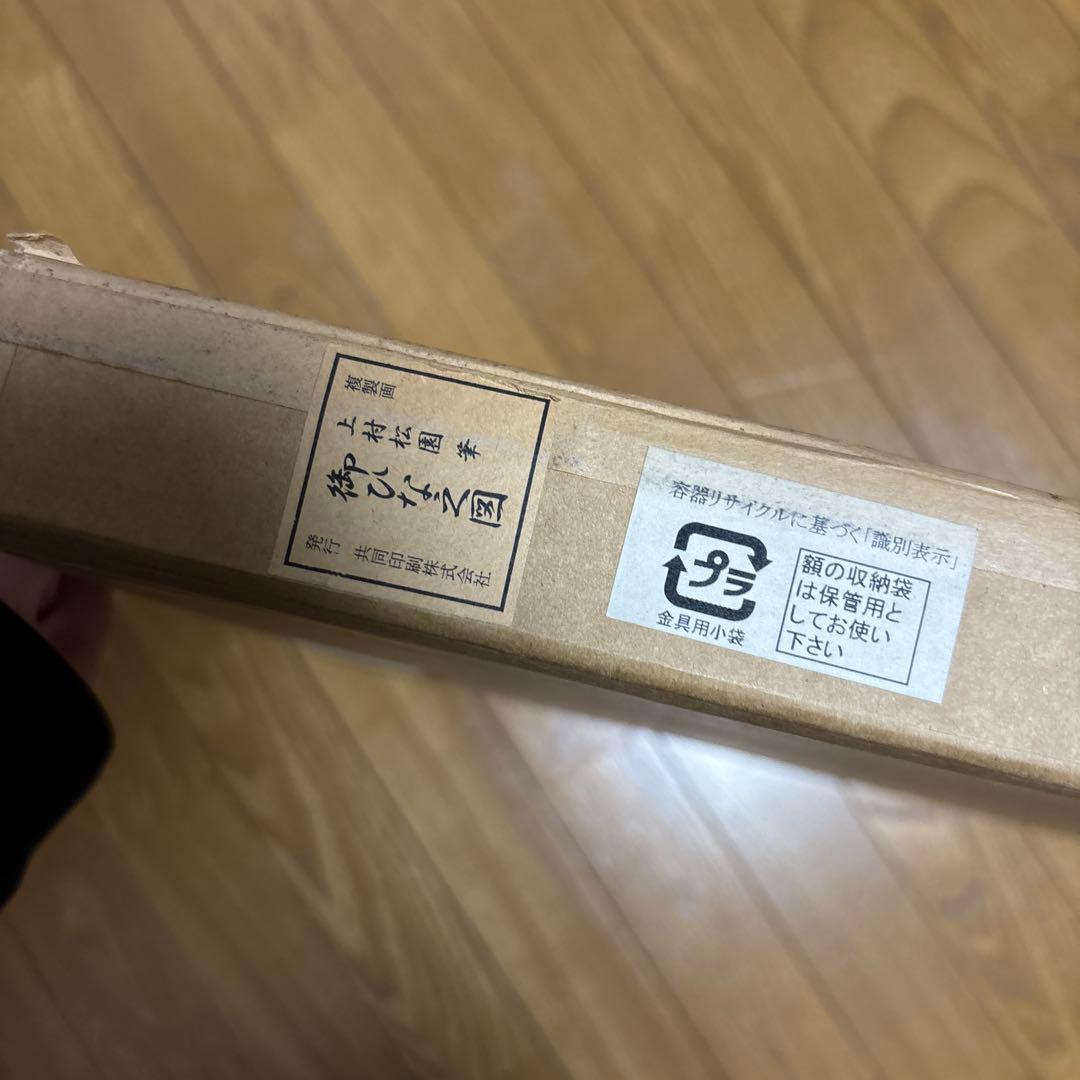 複製画
上村松園 筆
御ひな之図
発行 共同印刷株式会社
容器リサイクルに基づく「識別表示」
プラ
金具用小袋
額の収納袋
は保管用と
してお使い
下さい